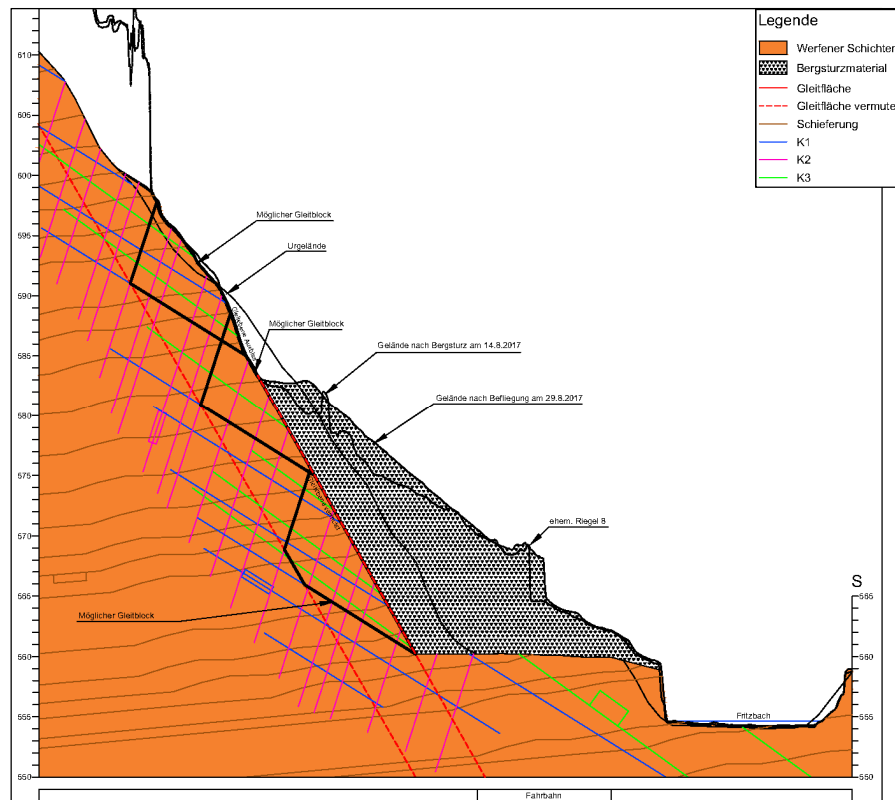 Legende
Werfener Schichten
Bergsturzmaterial
Gleitfläche
Gleitfläche vermute
Schieferung
K1
K2
K3
610
605
600
595
590
585
580
575
570
565
560
555
550
Möglicher Gleitblock
Urgelände
Möglicher Gleitblock
Gelände nach Bergsturz am 14.8.2017
Gelände nach Befliegung am 29.8.2017
ehem. Riegel 8
Möglicher Gleitblock
S
565
560
555
550
Fritzbach
Fahrbahn